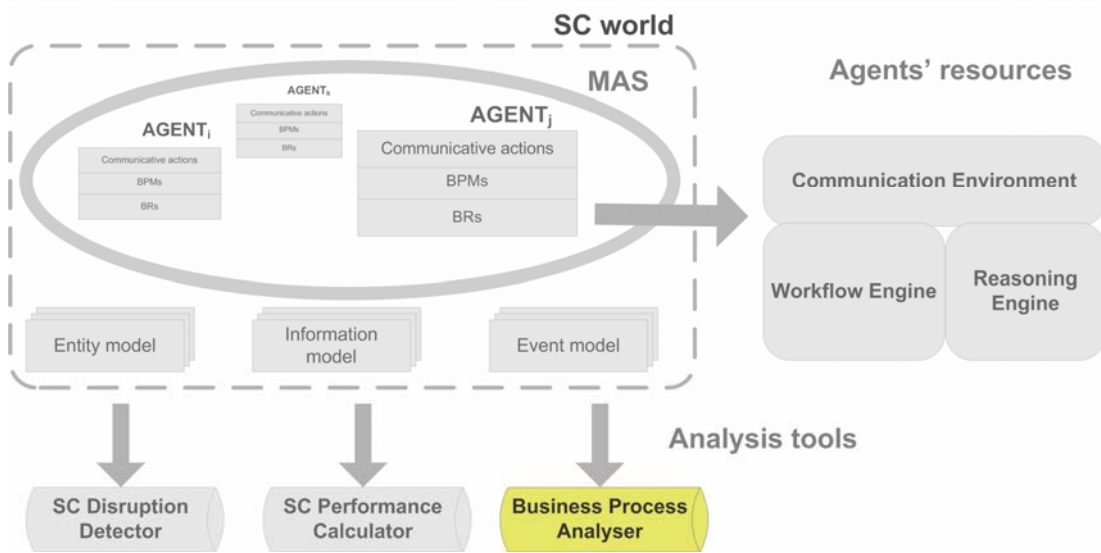 SC world
MAS
Agents' resources
AGENTₖ
Communicative actions
BPMs
BRs
AGENTᵢ
Communicative actions
BPMs
BRs
AGENTⱼ
Communicative actions
BPMs
BRs
Communication Environment
Workflow Engine
Reasoning
Engine
Entity model
Information
model
Event model
Analysis tools
SC Disruption
Detector
SC Performance
Calculator
Business Process
Analyser